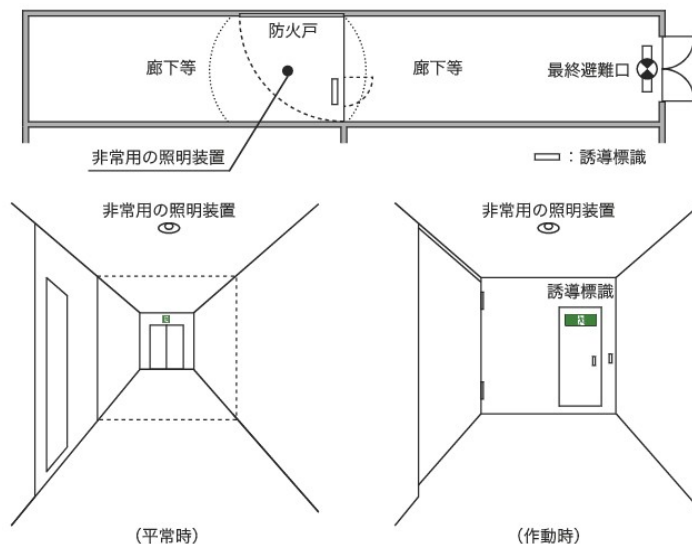 防火戸
廊下等
廊下等
最終避難口
非常用の照明装置
：誘導標識
非常用の照明装置
非常用の照明装置
誘導標識
（平常時）
（作動時）